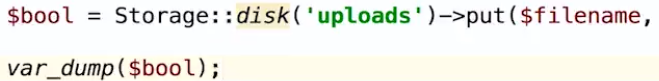 $bool = Storage::disk('uploads')->put($filename,
var_dump($bool);